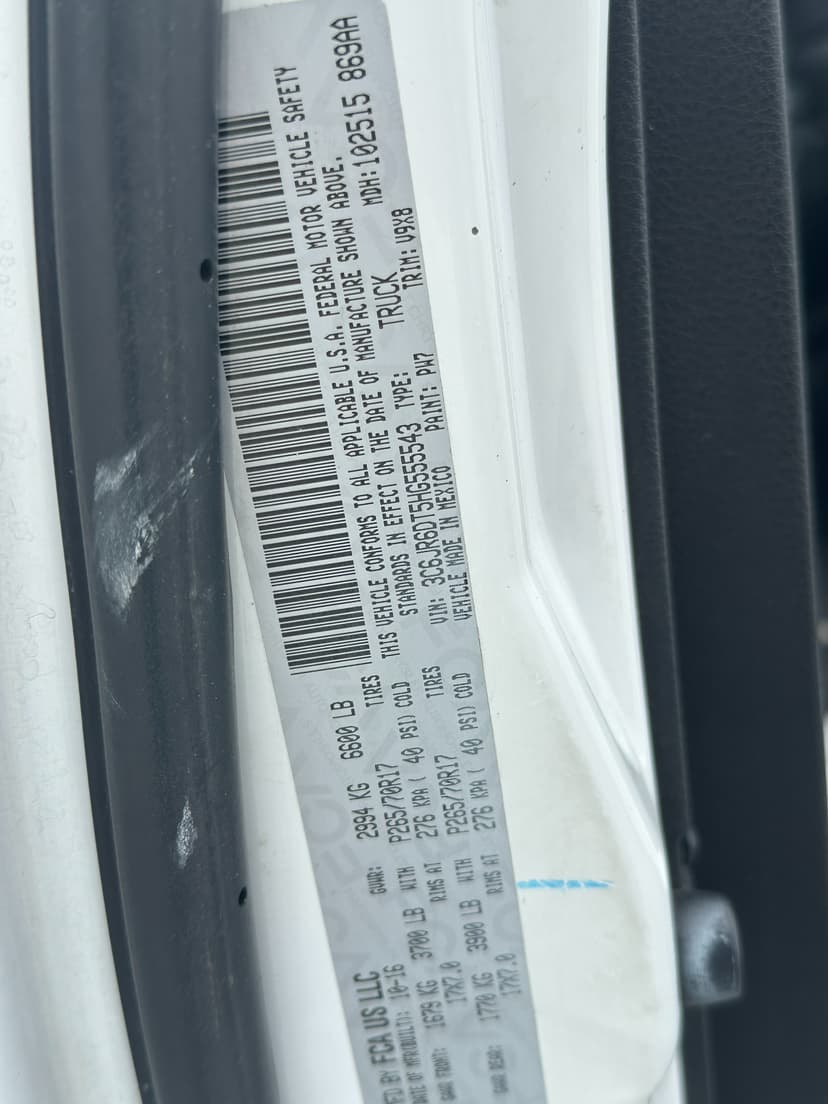 FD BY FCA US LLC
DATE OF MFR(BUILT): 10-16 GVWR: 2994 KG 6600 LB
GAWR FRONT: 1679 KG 3700 LB WITH P265/70R17 TIRES
17X7.0 RIMS AT 276 KPA ( 40 PSI) COLD
GAWR REAR: 1770 KG 3900 LB WITH P265/70R17 TIRES
17X7.0 RIMS AT 276 KPA ( 40 PSI) COLD
THIS VEHICLE CONFORMS TO ALL APPLICABLE U.S.A. FEDERAL MOTOR VEHICLE SAFETY
STANDARDS IN EFFECT ON THE DATE OF MANUFACTURE SHOWN ABOVE.
VIN: 3C6JR6DT5HG555543 TYPE: TRUCK MDH:102515 869AA
VEHICLE MADE IN MEXICO PAINT: PW7 TRIM: V9X8